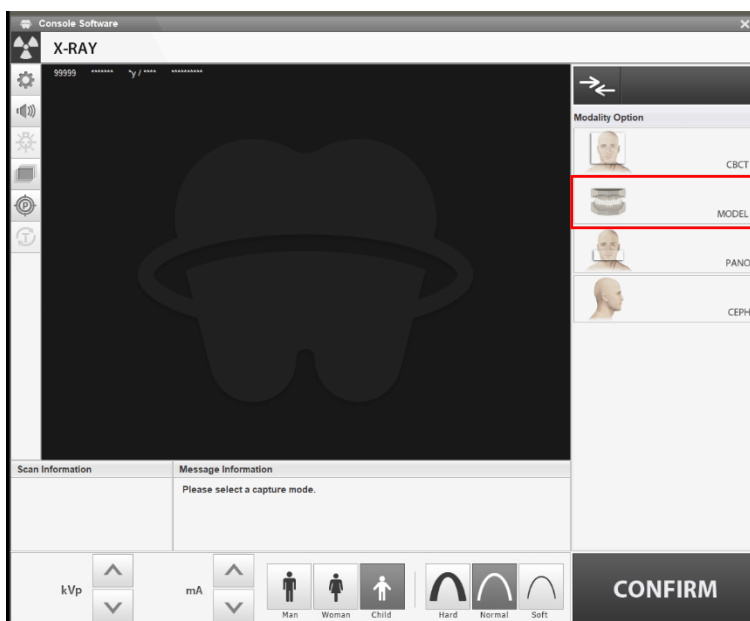 Console Software
X-RAY
99999 ******* *y / **** **********
Modality Option
CBCT
MODEL
PANO
CEPH
Scan Information
Message Information
Please select a capture mode.
kVp
mA
Man
Woman
Child
Hard
Normal
Soft
CONFIRM